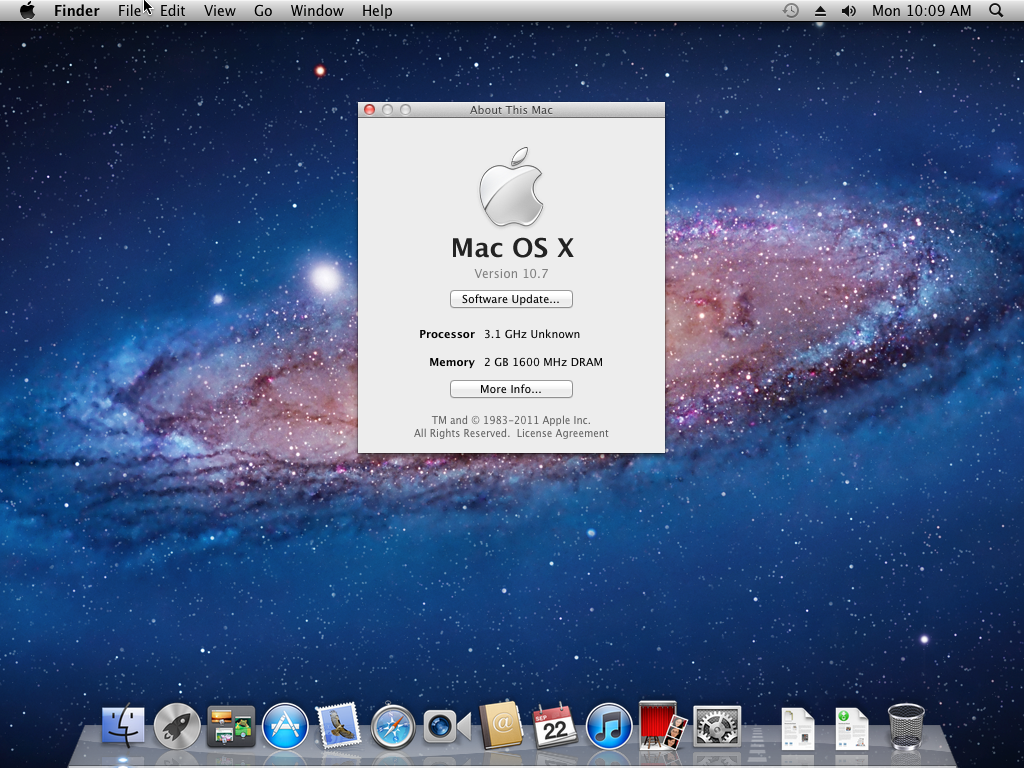 Finder File Edit View Go Window Help Mon 10:09 AM
About This Mac
Mac OS X
Version 10.7
Software Update...
Processor 3.1 GHz Unknown
Memory 2 GB 1600 MHz DRAM
More Info...
TM and © 1983–2011 Apple Inc.
All Rights Reserved. License Agreement
@
SEP
22